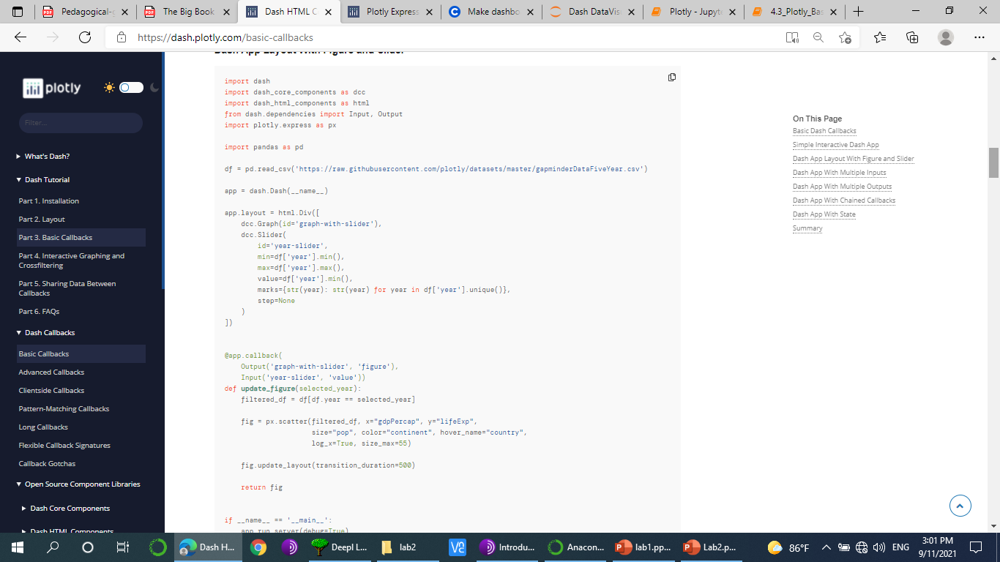 Pedagogical-g
The Big Book
Dash HTML C
Plotly Express
Make dashbo
Dash DataVis
Plotly - Jupyte
4.3_Plotly_Bas
https://dash.plotly.com/basic-callbacks
plotly
Filter...
What's Dash?
Dash Tutorial
Part 1. Installation
Part 2. Layout
Part 3. Basic Callbacks
Part 4. Interactive Graphing and
Crossfiltering
Part 5. Sharing Data Between
Callbacks
Part 6. FAQs
Dash Callbacks
Basic Callbacks
Advanced Callbacks
Clientside Callbacks
Pattern-Matching Callbacks
Long Callbacks
Flexible Callback Signatures
Callback Gotchas
Open Source Component Libraries
Dash Core Components
Dash HTML Components
Dash App Layout With Figure and Slider
import dash
import dash_core_components as dcc
import dash_html_components as html
from dash.dependencies import Input, Output
import plotly.express as px
import pandas as pd
df = pd.read_csv('https://raw.githubusercontent.com/plotly/datasets/master/gapminderDataFiveYear.csv')
app = dash.Dash(__name__)
app.layout = html.Div([
    dcc.Graph(id='graph-with-slider'),
    dcc.Slider(
        id='year-slider',
        min=df['year'].min(),
        max=df['year'].max(),
        value=df['year'].min(),
        marks={str(year): str(year) for year in df['year'].unique()},
        step=None
    )
])
@app.callback(
    Output('graph-with-slider', 'figure'),
    Input('year-slider', 'value'))
def update_figure(selected_year):
    filtered_df = df[df.year == selected_year]
    fig = px.scatter(filtered_df, x="gdpPercap", y="lifeExp",
                     size="pop", color="continent", hover_name="country",
                     log_x=True, size_max=55)
    fig.update_layout(transition_duration=500)
    return fig
if __name__ == '__main__':
    app.run_server(debug=True)
On This Page
Basic Dash Callbacks
Simple Interactive Dash App
Dash App Layout With Figure and Slider
Dash App With Multiple Inputs
Dash App With Multiple Outputs
Dash App With Chained Callbacks
Dash App With State
Summary
Dash H...
Deepl L...
lab2
Introdu...
Anacon...
lab1.pp...
Lab2.p...
86°F
ENG
3:01 PM
9/11/2021